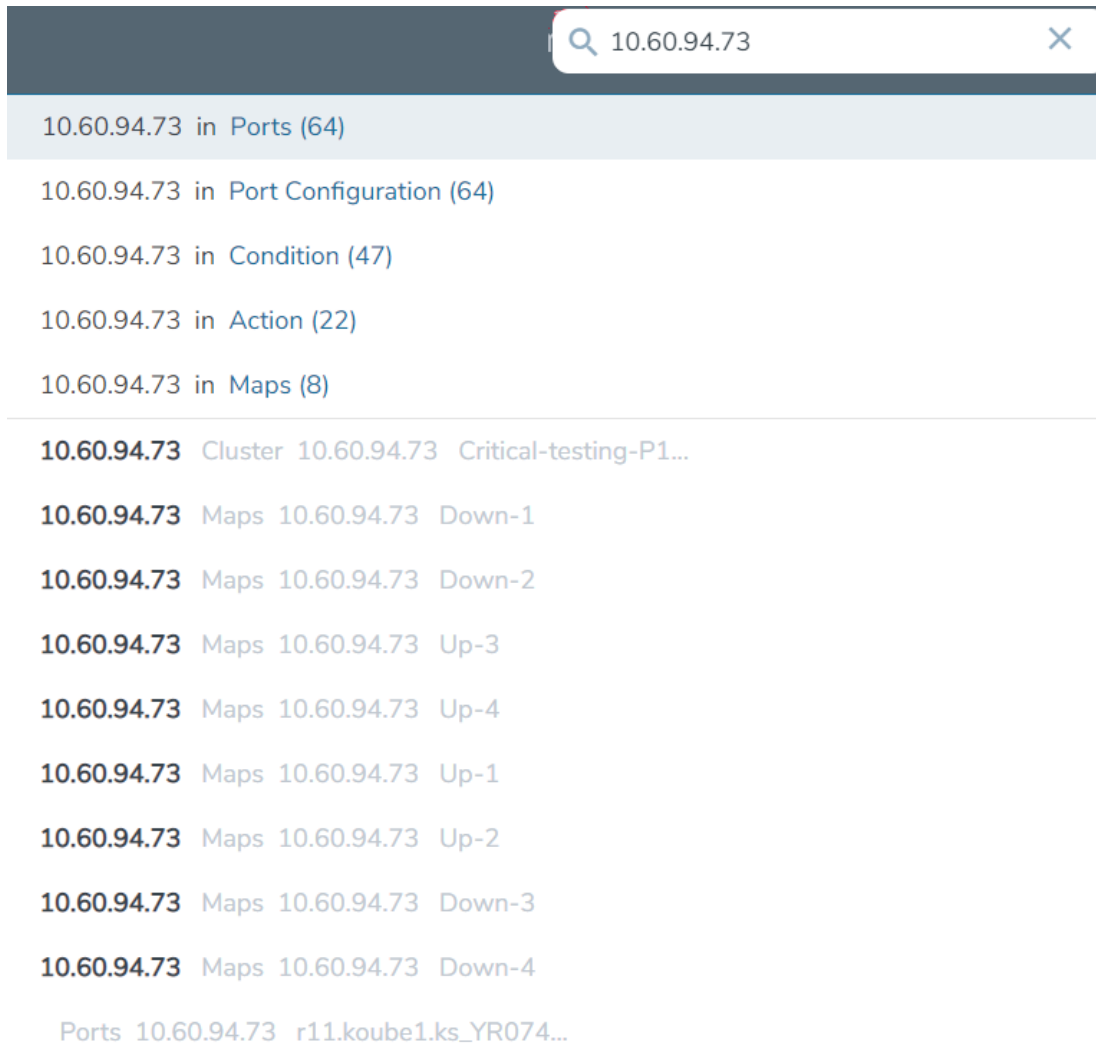 10.60.94.73
10.60.94.73 in Ports (64)
10.60.94.73 in Port Configuration (64)
10.60.94.73 in Condition (47)
10.60.94.73 in Action (22)
10.60.94.73 in Maps (8)
10.60.94.73 Cluster 10.60.94.73 Critical-testing-P1...
10.60.94.73 Maps 10.60.94.73 Down-1
10.60.94.73 Maps 10.60.94.73 Down-2
10.60.94.73 Maps 10.60.94.73 Up-3
10.60.94.73 Maps 10.60.94.73 Up-4
10.60.94.73 Maps 10.60.94.73 Up-1
10.60.94.73 Maps 10.60.94.73 Up-2
10.60.94.73 Maps 10.60.94.73 Down-3
10.60.94.73 Maps 10.60.94.73 Down-4
Ports 10.60.94.73 r11.koube1.ks_YR074...